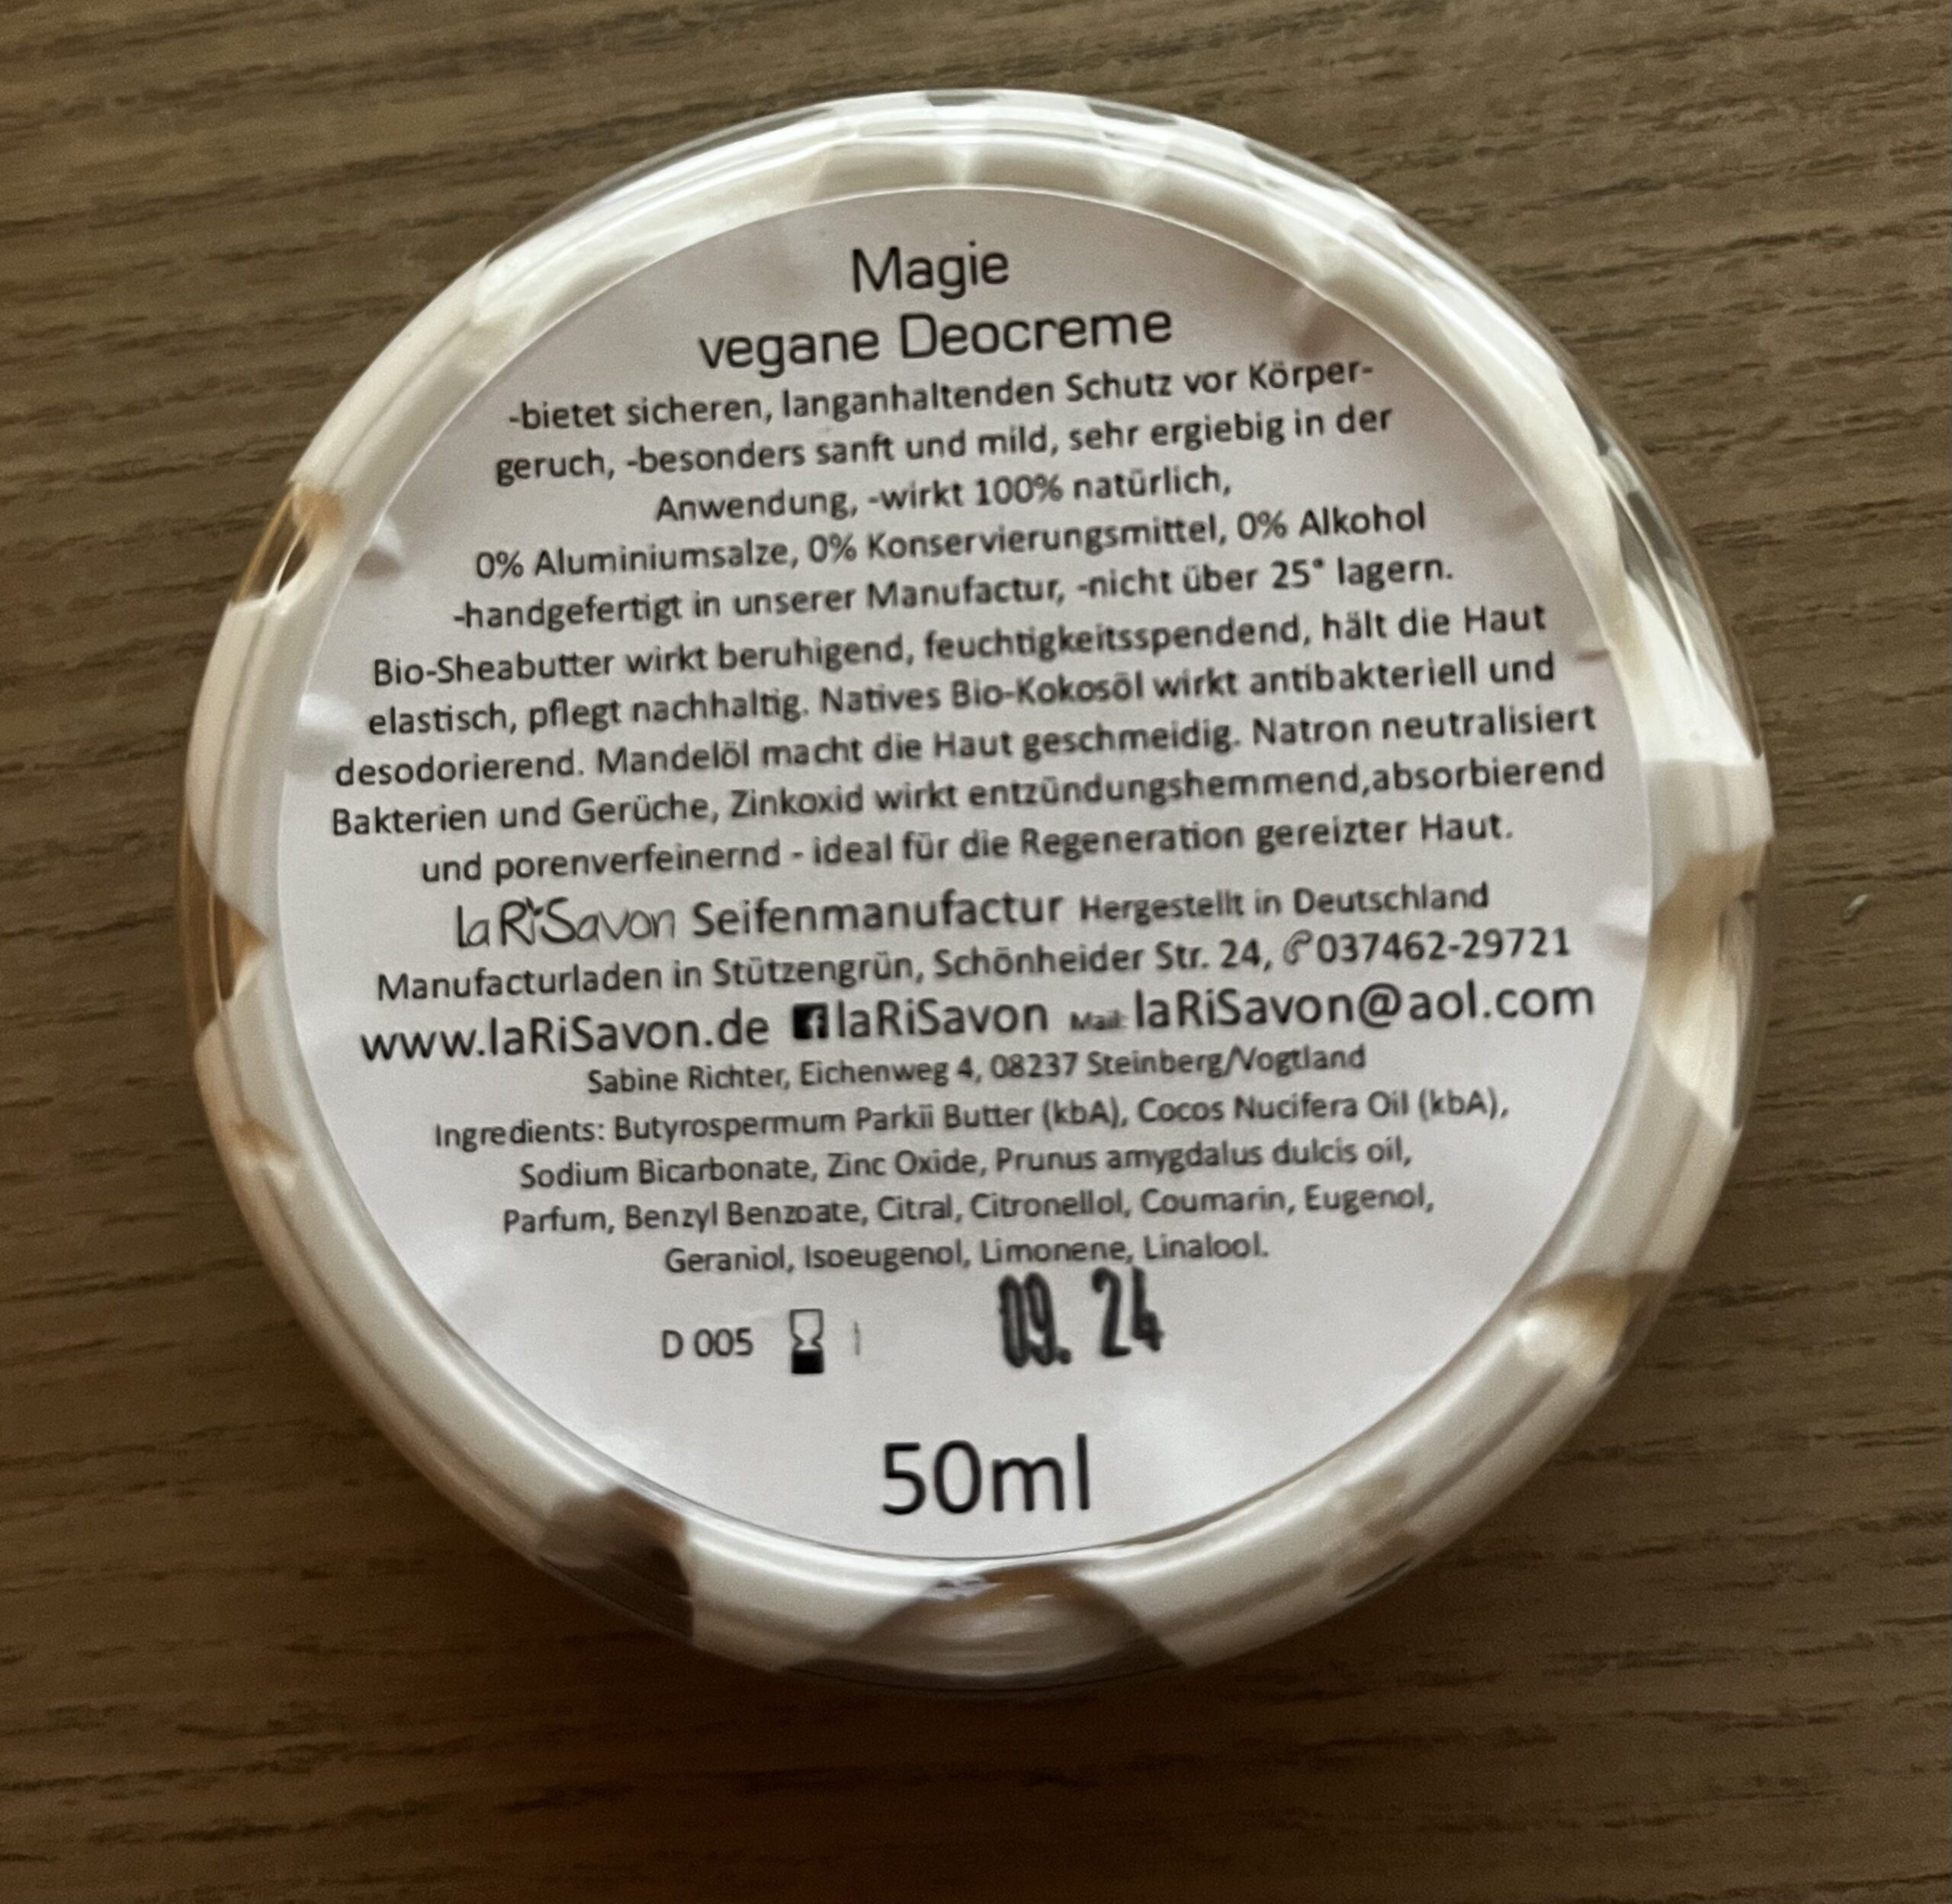 Magie
vegane Deocreme
-bietet sicheren, langanhaltenden Schutz vor Körper-
geruch, -besonders sanft und mild, sehr ergiebig in der
Anwendung, -wirkt 100% natürlich,
0% Aluminiumsalze, 0% Konservierungsmittel, 0% Alkohol
-handgefertigt in unserer Manufactur, -nicht über 25° lagern.
Bio-Sheabutter wirkt beruhigend, feuchtigkeitsspendend, hält die Haut
elastisch, pflegt nachhaltig. Natives Bio-Kokosöl wirkt antibakteriell und
desodorierend. Mandelöl macht die Haut geschmeidig. Natron neutralisiert
Bakterien und Gerüche, Zinkoxid wirkt entzündungshemmend,absorbierend
und porenverfeinernd - ideal für die Regeneration gereizter Haut.
laRiSavon Seifenmanufactur Hergestellt in Deutschland
Manufacturladen in Stützengrün, Schönheider Str. 24, ✆037462-29721
www.laRiSavon.de laRiSavon Mail: laRiSavon@aol.com
Sabine Richter, Eichenweg 4, 08237 Steinberg/Vogtland
Ingredients: Butyrospermum Parkii Butter (kbA), Cocos Nucifera Oil (kbA),
Sodium Bicarbonate, Zinc Oxide, Prunus amygdalus dulcis oil,
Parfum, Benzyl Benzoate, Citral, Citronellol, Coumarin, Eugenol,
Geraniol, Isoeugenol, Limonene, Linalool.
D 005 09. 24
50ml